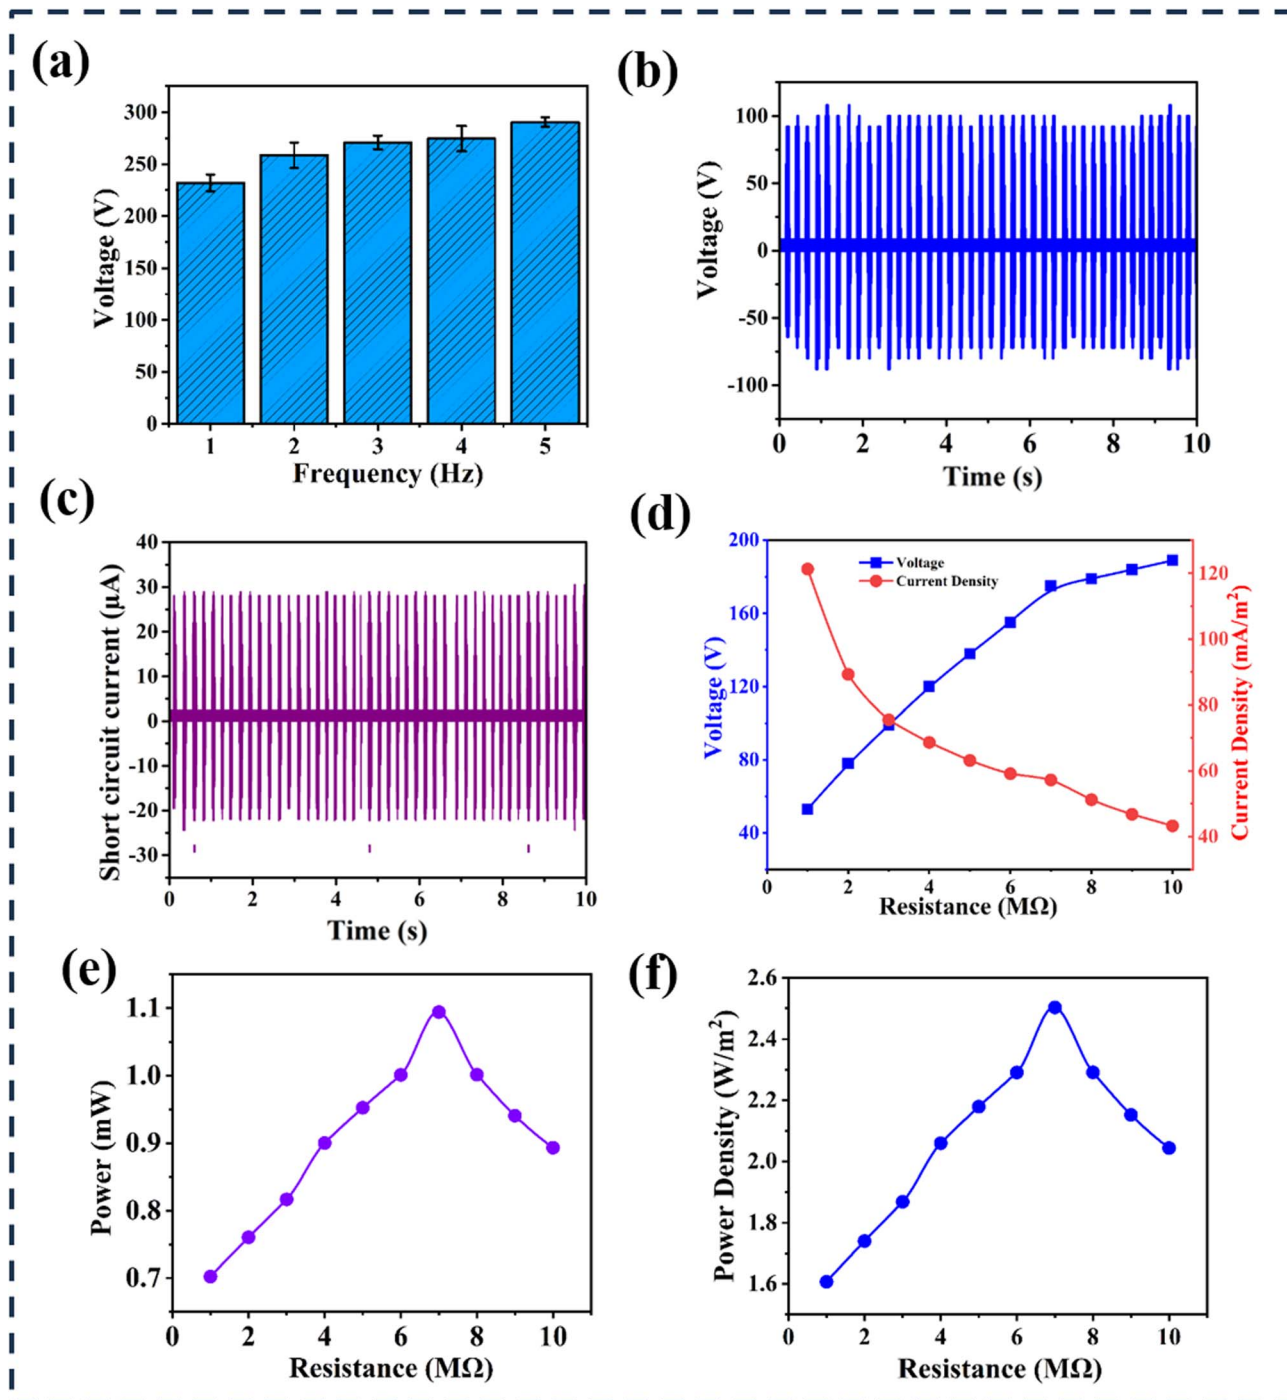 (a)
300
250
200
150
100
50
0
Voltage (V)
1 2 3 4 5
Frequency (Hz)
(b)
100
50
0
-50
-100
Voltage (V)
0 2 4 6 8 10
Time (s)
(c)
40
30
20
10
0
-10
-20
-30
Short circuit current (μA)
0 2 4 6 8 10
Time (s)
(d)
200
160
120
80
40
Voltage (V)
Voltage
Current Density
120
100
80
60
40
Current Density (mA/m²)
0 2 4 6 8 10
Resistance (MΩ)
(e)
1.1
1.0
0.9
0.8
0.7
Power (mW)
0 2 4 6 8 10
Resistance (MΩ)
(f)
2.6
2.4
2.2
2.0
1.8
1.6
Power Density (W/m²)
0 2 4 6 8 10
Resistance (MΩ)